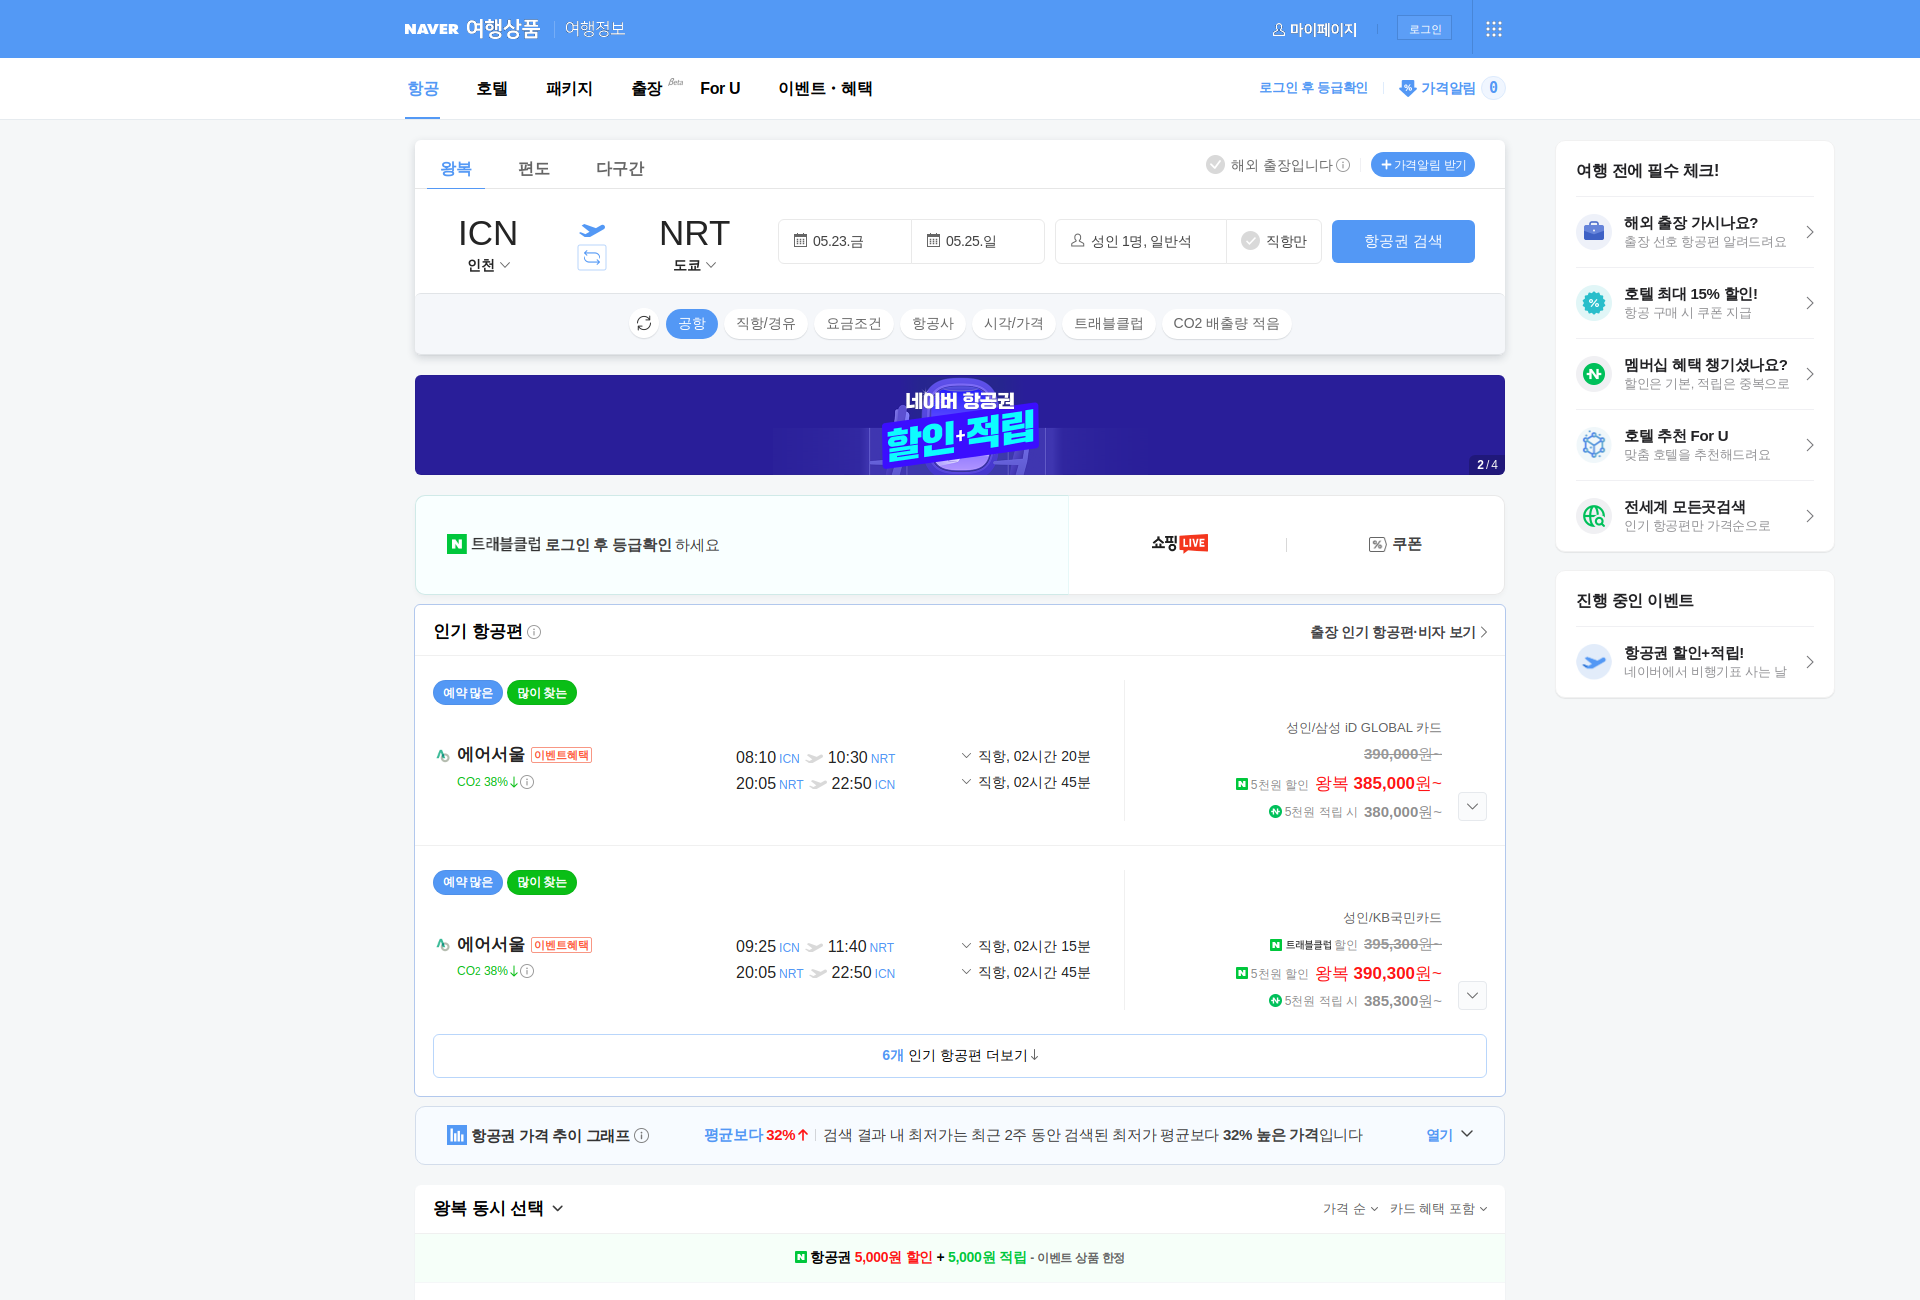 NAVER 여행상품 여행정보 마이페이지 로그인
항공 호텔 패키지 출장 Beta For U 이벤트・혜택 로그인 후 등급확인 가격알림 0
왕복 편도 다구간 해외 출장입니다 가격알림 받기
ICN NRT
인천 도쿄
05.23.금 05.25.일 성인 1명, 일반석 직항만 항공권 검색
공항 직항/경유 요금조건 항공사 시각/가격 트래블클럽 CO2 배출량 적음
네이버 항공권
할인+적립
2 / 4
N 트래블클럽 로그인 후 등급확인 하세요 쇼핑LIVE 쿠폰
인기 항공편 출장 인기 항공편·비자 보기
예약 많은 많이 찾는
성인/삼성 iD GLOBAL 카드
에어서울 이벤트혜택 08:10 ICN 10:30 NRT 직항, 02시간 20분 390,000원~
CO2 38%↓ 20:05 NRT 22:50 ICN 직항, 02시간 45분 N 5천원 할인 왕복 385,000원~
5천원 적립 시 380,000원~
예약 많은 많이 찾는
성인/KB국민카드
에어서울 이벤트혜택 09:25 ICN 11:40 NRT 직항, 02시간 15분 N 트래블클럽 할인 395,300원~
CO2 38%↓ 20:05 NRT 22:50 ICN 직항, 02시간 45분 N 5천원 할인 왕복 390,300원~
5천원 적립 시 385,300원~
6개 인기 항공편 더보기↓
항공권 가격 추이 그래프 평균보다 32%↑ 검색 결과 내 최저가는 최근 2주 동안 검색된 최저가 평균보다 32% 높은 가격입니다 열기
왕복 동시 선택 가격 순 카드 혜택 포함
N 항공권 5,000원 할인 + 5,000원 적립 - 이벤트 상품 한정
여행 전에 필수 체크!
해외 출장 가시나요?
출장 선호 항공편 알려드려요
호텔 최대 15% 할인!
항공 구매 시 쿠폰 지급
멤버십 혜택 챙기셨나요?
할인은 기본, 적립은 중복으로
호텔 추천 For U
맞춤 호텔을 추천해드려요
전세계 모든곳검색
인기 항공편만 가격순으로
진행 중인 이벤트
항공권 할인+적립!
네이버에서 비행기표 사는 날